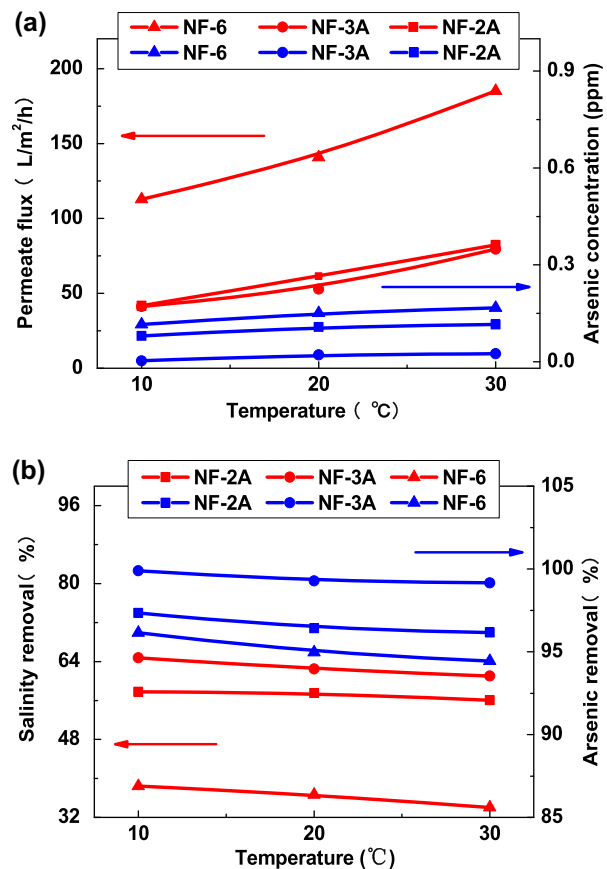 (a)
NF-6 NF-3A NF-2A
NF-6 NF-3A NF-2A
200
150
100
50
0
Permeate flux( L/m²/h)
0.9
0.6
0.3
0.0
Arsenic concentration (ppm)
10 20 30
Temperature( ℃)
(b)
NF-2A NF-3A NF-6
NF-2A NF-3A NF-6
96
80
64
48
32
Salinity removal( %)
105
100
95
90
85
Arsenic removal( %)
10 20 30
Temperature (℃)